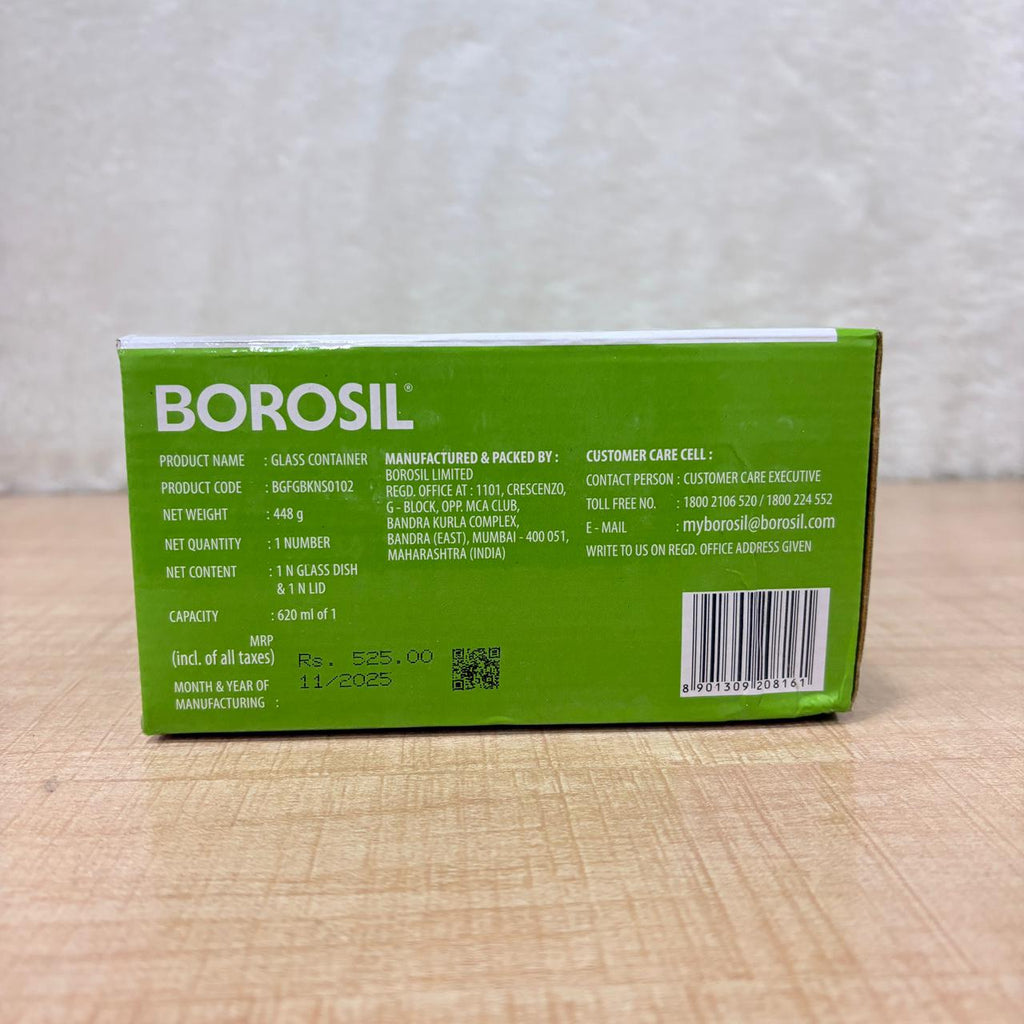 BOROSIL®
PRODUCT NAME : GLASS CONTAINER
PRODUCT CODE : BGFGBKNS0102
NET WEIGHT : 448 g
NET QUANTITY : 1 NUMBER
NET CONTENT : 1 N GLASS DISH
& 1 N LID
CAPACITY : 620 ml of 1
MRP
(incl. of all taxes) Rs. 525.00
MONTH & YEAR OF 11/2025
MANUFACTURING :
MANUFACTURED & PACKED BY :
BOROSIL LIMITED
REGD. OFFICE AT : 1101, CRESCENZO,
G - BLOCK, OPP. MCA CLUB,
BANDRA KURLA COMPLEX,
BANDRA (EAST), MUMBAI - 400 051,
MAHARASHTRA (INDIA)
CUSTOMER CARE CELL :
CONTACT PERSON : CUSTOMER CARE EXECUTIVE
TOLL FREE NO. : 1800 2106 520 / 1800 224 552
E - MAIL : myborosil@borosil.com
WRITE TO US ON REGD. OFFICE ADDRESS GIVEN
8 901309 208161